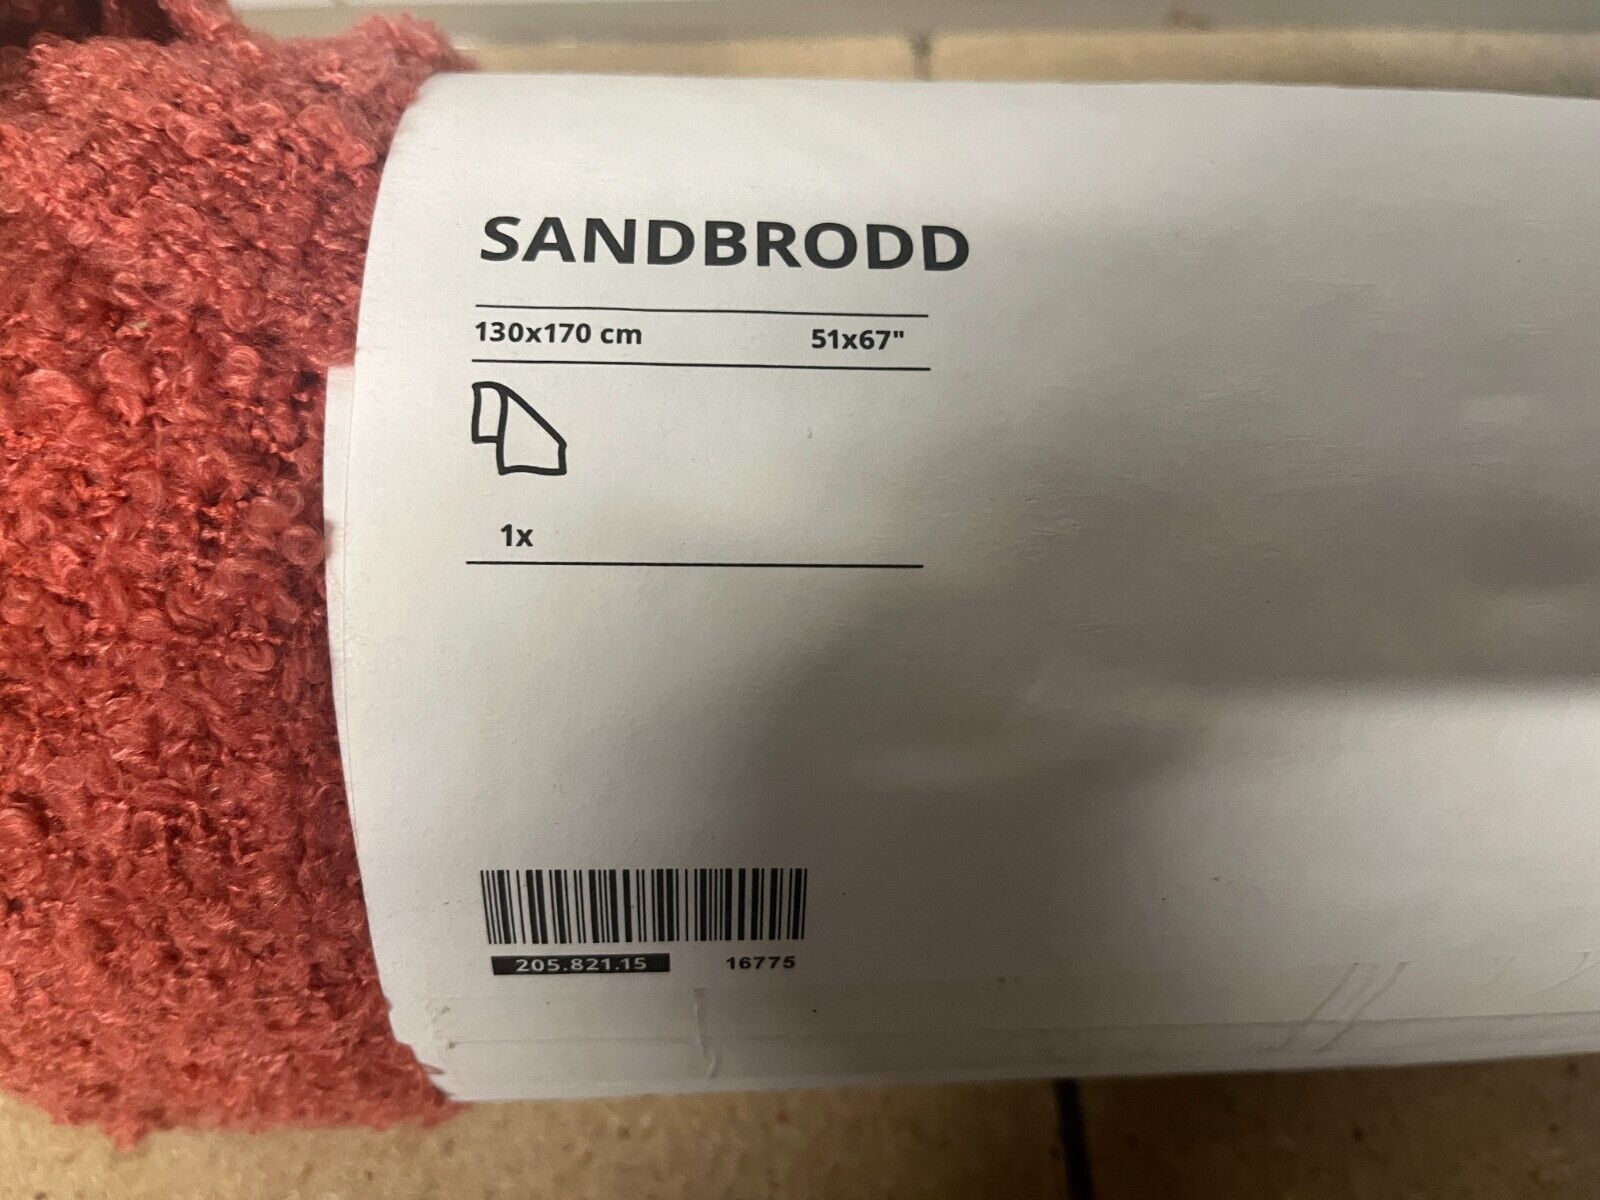 SANDBRODD
130x170 cm 51x67"
1x
205.821.15 16775